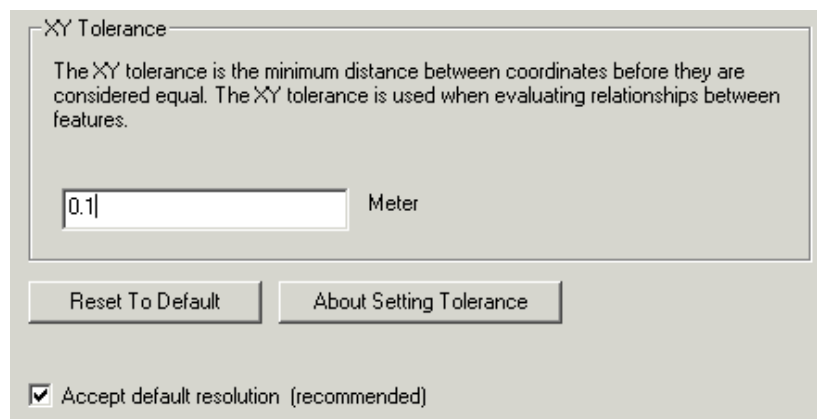 XY Tolerance
The XY tolerance is the minimum distance between coordinates before they are
considered equal. The XY tolerance is used when evaluating relationships between
features.
0.1 Meter
Reset To Default About Setting Tolerance
Accept default resolution (recommended)